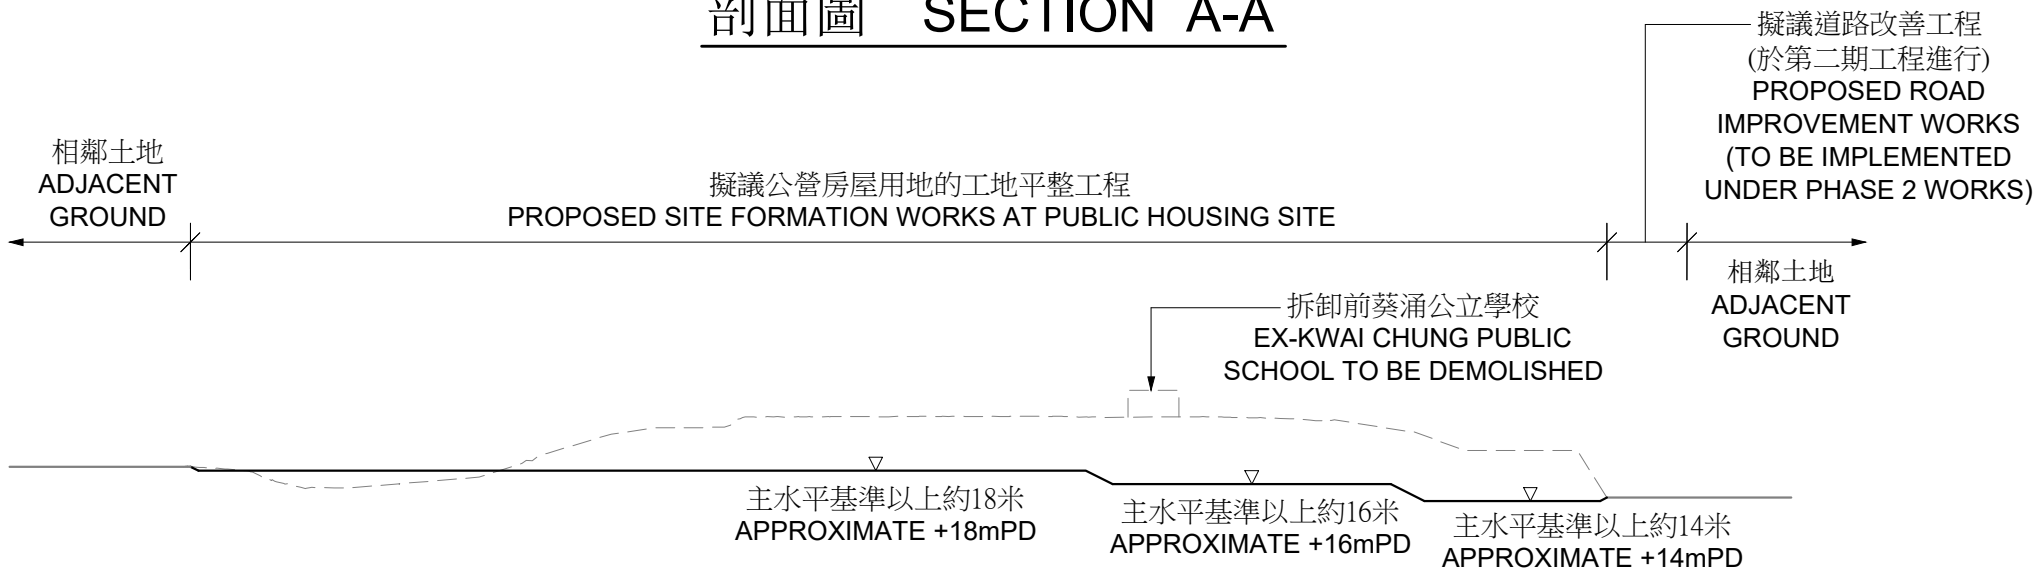 剖面圖 SECTION A-A
擬議道路改善工程
(於第二期工程進行)
PROPOSED ROAD
IMPROVEMENT WORKS
(TO BE IMPLEMENTED
UNDER PHASE 2 WORKS)
相鄰土地
ADJACENT
GROUND
擬議公營房屋用地的工地平整工程
PROPOSED SITE FORMATION WORKS AT PUBLIC HOUSING SITE
相鄰土地
ADJACENT
GROUND
拆卸前葵涌公立學校
EX-KWAI CHUNG PUBLIC
SCHOOL TO BE DEMOLISHED
主水平基準以上約18米
APPROXIMATE +18mPD
主水平基準以上約16米
APPROXIMATE +16mPD
主水平基準以上約14米
APPROXIMATE +14mPD